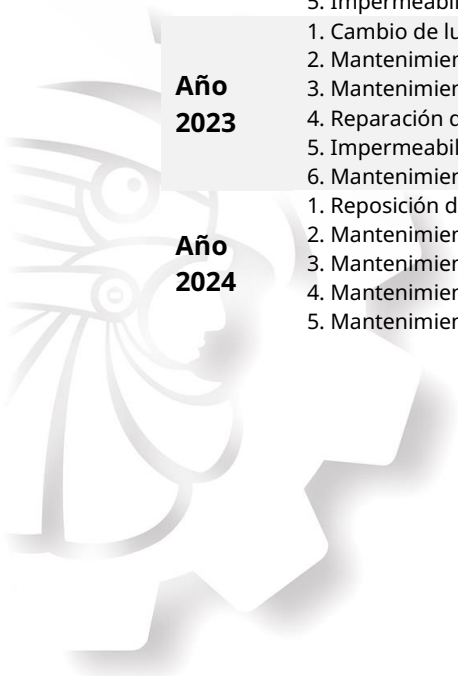 5. Impermeabil
Año
2023
1. Cambio de lu
2. Mantenimien
3. Mantenimien
4. Reparación d
5. Impermeabil
6. Mantenimien
Año
2024
1. Reposición d
2. Mantenimien
3. Mantenimien
4. Mantenimien
5. Mantenimien